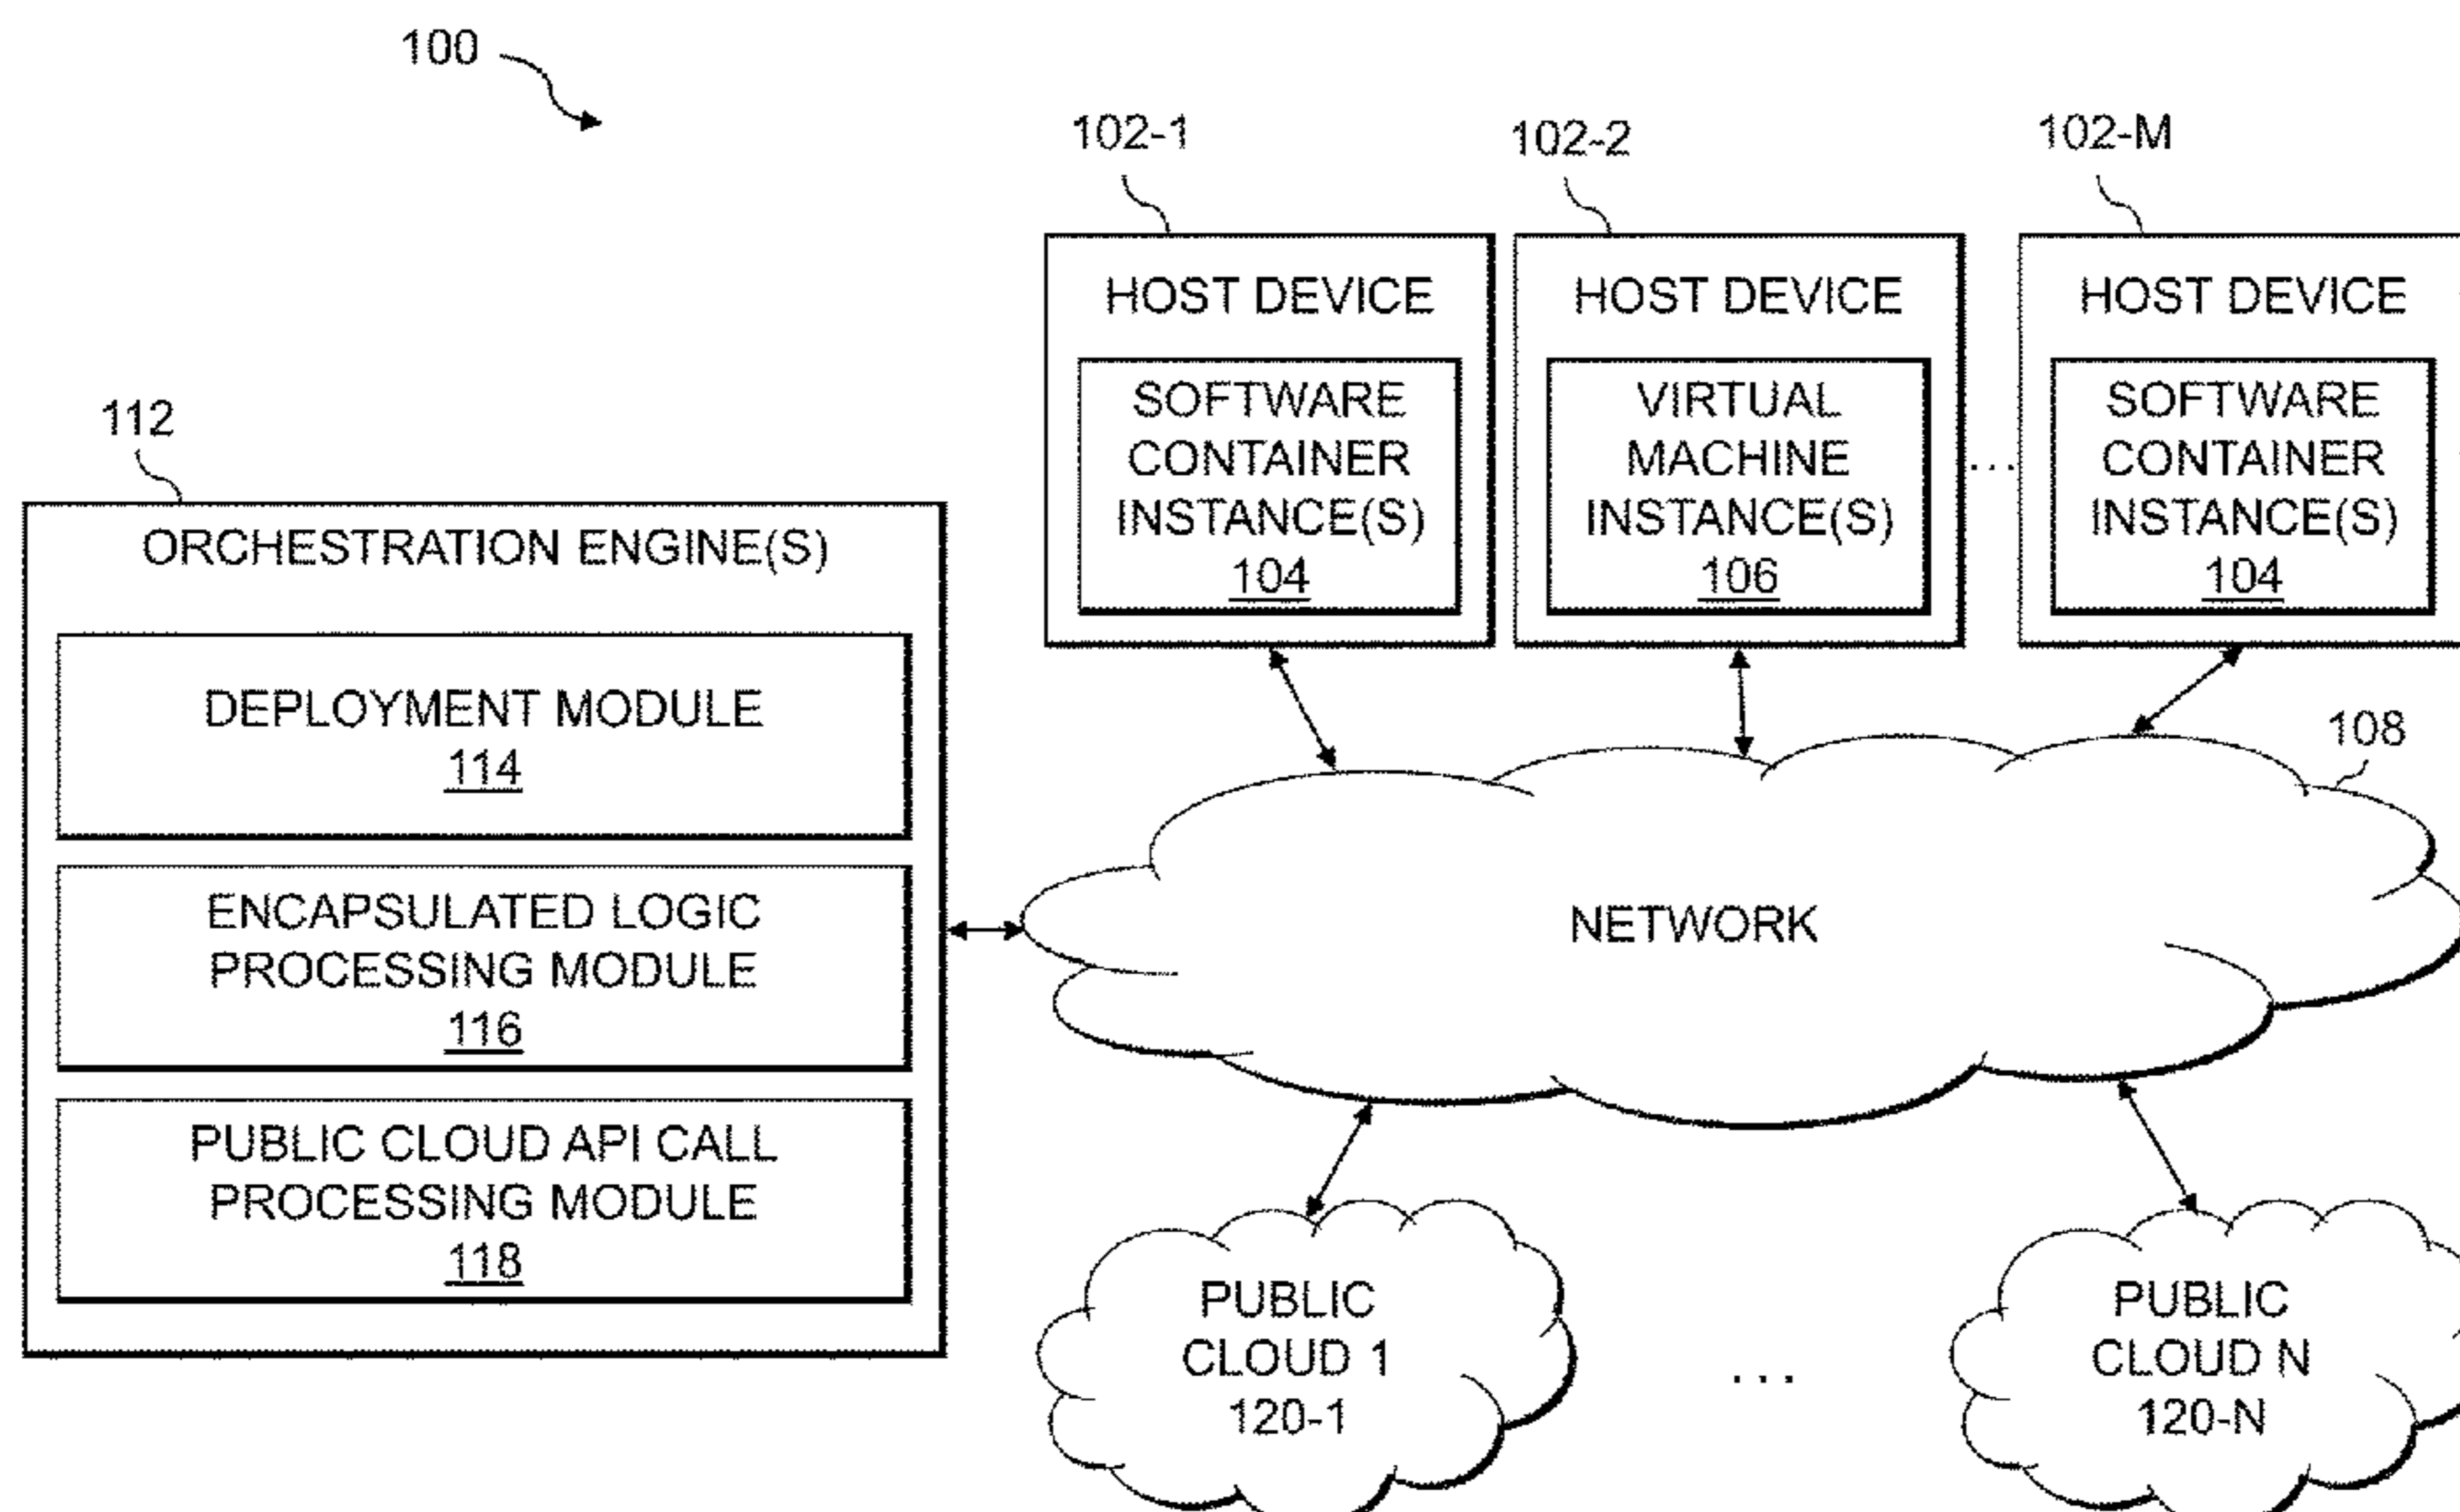 100
102-1
102-2
102-M
HOST DEVICE
SOFTWARE
CONTAINER
INSTANCE(S)
104
HOST DEVICE
VIRTUAL
MACHINE
INSTANCE(S)
106
...
HOST DEVICE
SOFTWARE
CONTAINER
INSTANCE(S)
104
112
ORCHESTRATION ENGINE(S)
DEPLOYMENT MODULE
114
ENCAPSULATED LOGIC
PROCESSING MODULE
116
PUBLIC CLOUD API CALL
PROCESSING MODULE
118
108
NETWORK
PUBLIC
CLOUD 1
120-1
...
PUBLIC
CLOUD N
120-N